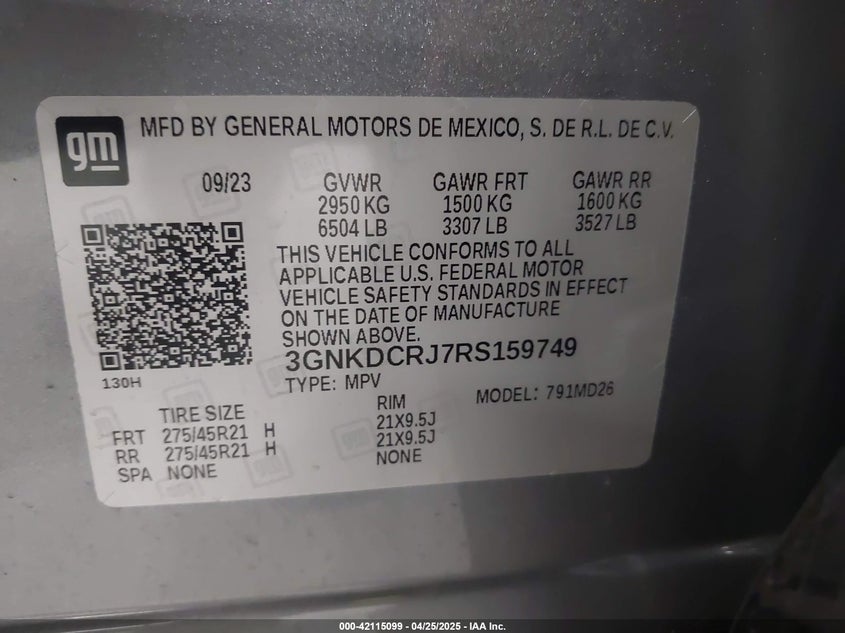 gm
MFD BY GENERAL MOTORS DE MEXICO, S. DE R.L. DE C.V.
09/23 GVWR GAWR FRT GAWR RR
2950 KG 1500 KG 1600 KG
6504 LB 3307 LB 3527 LB
THIS VEHICLE CONFORMS TO ALL
APPLICABLE U.S. FEDERAL MOTOR
VEHICLE SAFETY STANDARDS IN EFFECT
ON THE DATE OF MANUFACTURE
SHOWN ABOVE.
3GNKDCRJ7RS159749
130H
TYPE: MPV MODEL: 791MD26
TIRE SIZE RIM
FRT 275/45R21 H 21X9.5J
RR 275/45R21 H 21X9.5J
SPA NONE NONE
000-42115099 - 04/25/2025 - IAA Inc.